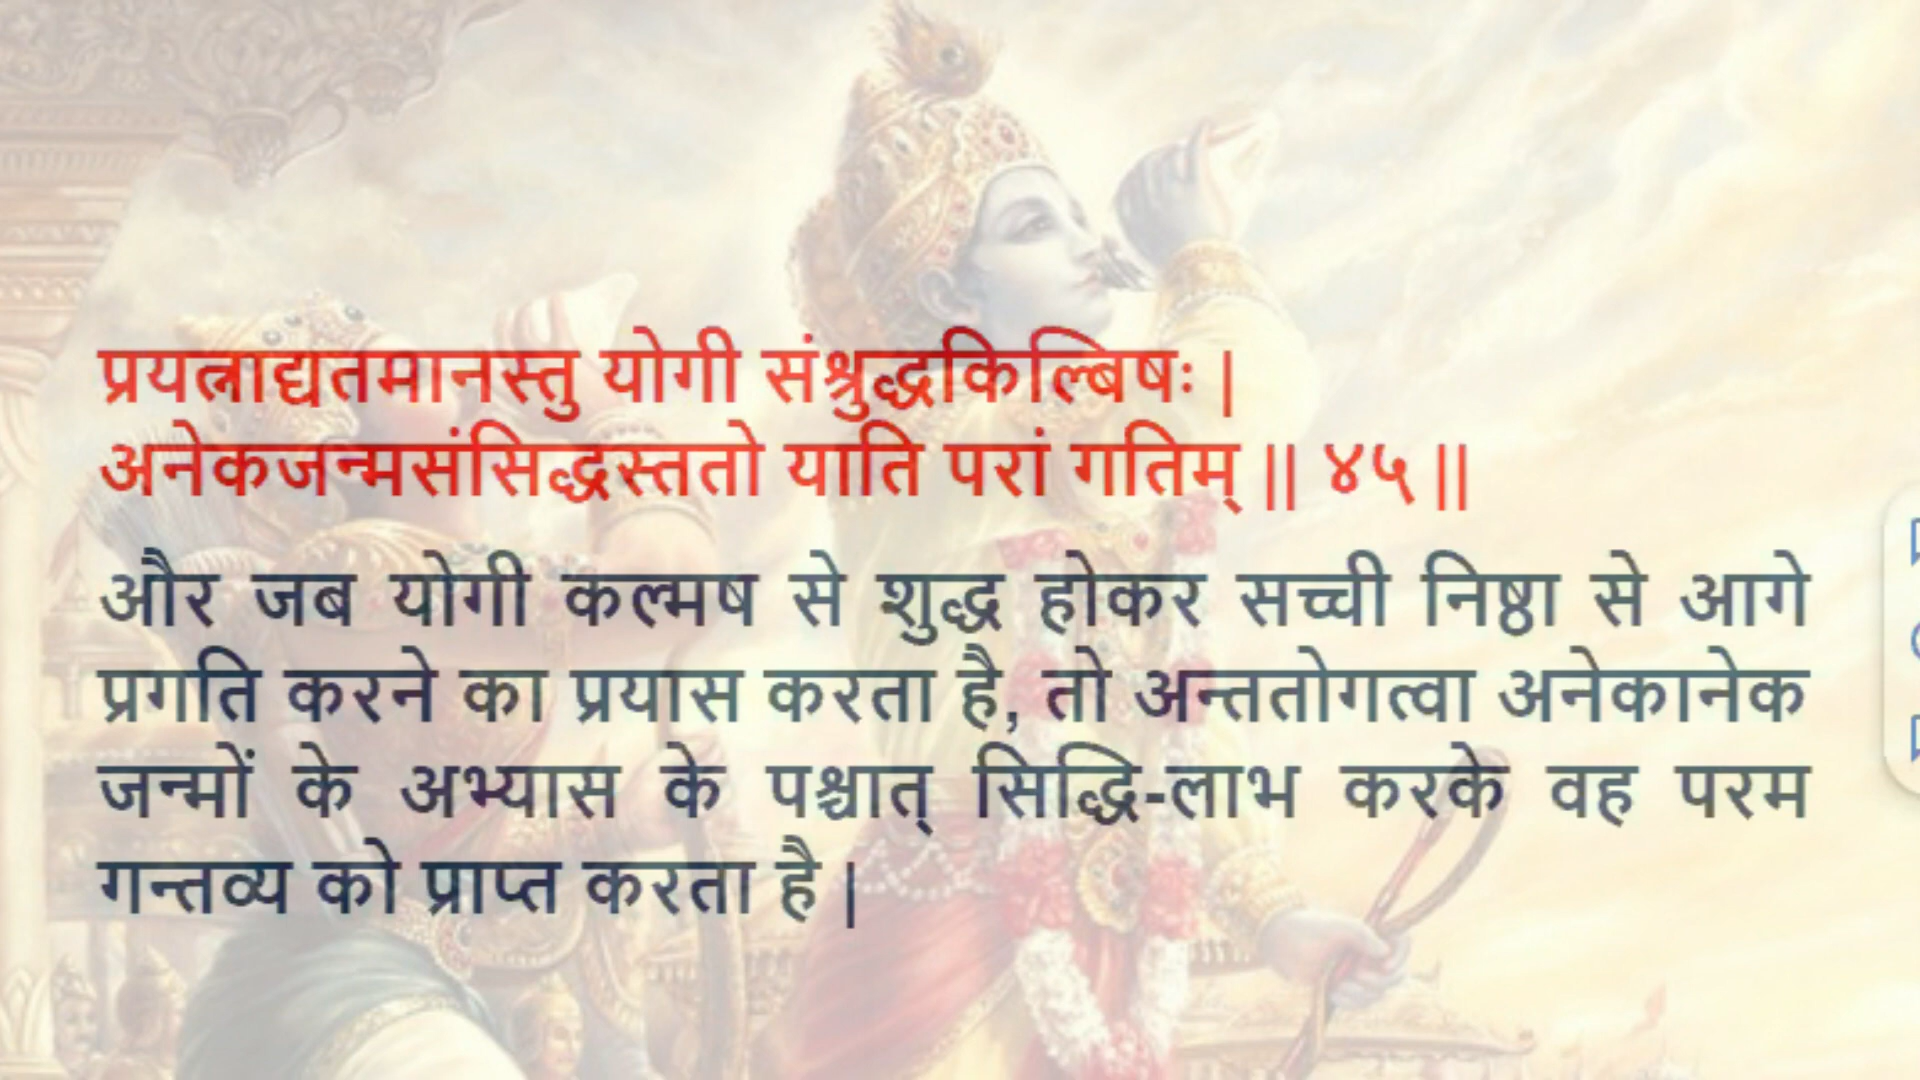 प्रयत्नाद्यतमानस्तु योगी संश्रुद्धकिल्बिषः |
अनेकजन्मसंसिद्धस्ततो याति परां गतिम् || ४५ ||
और जब योगी कल्मष से शुद्ध होकर सच्ची निष्ठा से आगे
प्रगति करने का प्रयास करता है, तो अन्ततोगत्वा अनेकानेक
जन्मों के अभ्यास के पश्चात् सिद्धि-लाभ करके वह परम
गन्तव्य को प्राप्त करता है |